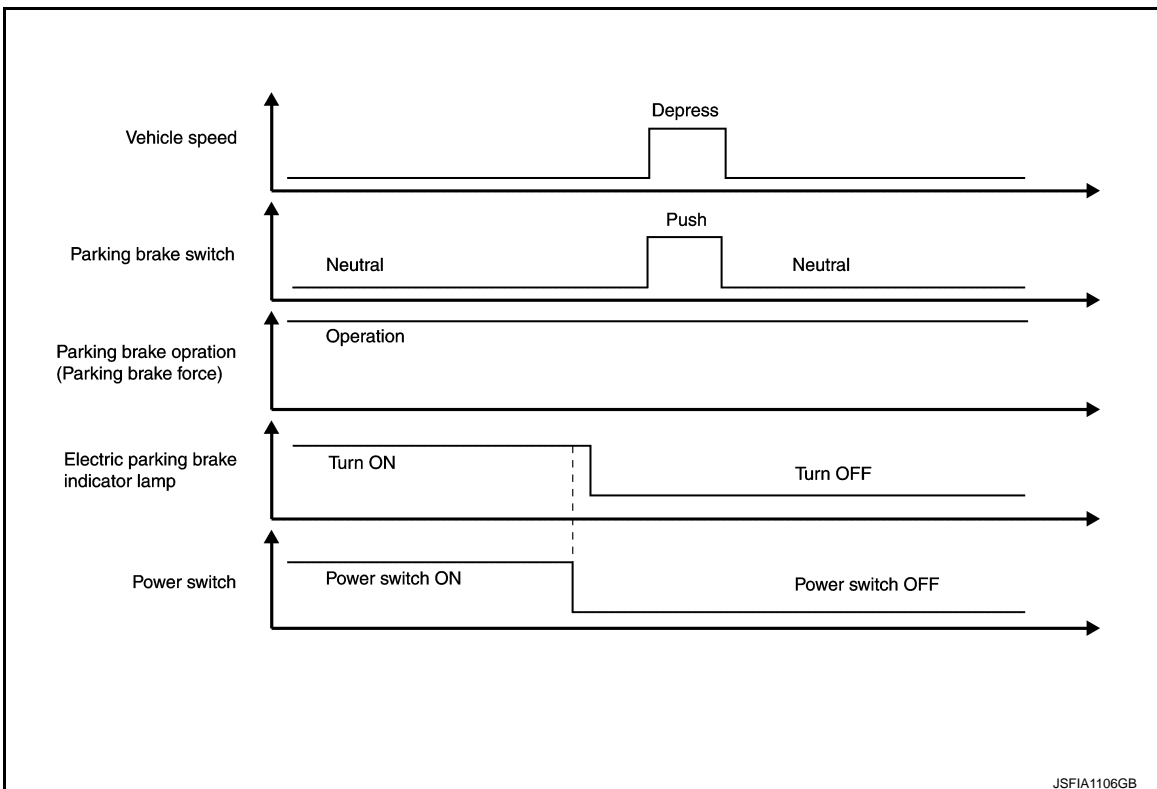 Depress
Vehicle speed
Push
Parking brake switch
Neutral
Neutral
Operation
Parking brake opration
(Parking brake force)
Electric parking brake
indicator lamp
Turn ON
Turn OFF
Power switch
Power switch ON
Power switch OFF
JSFIA1106GB